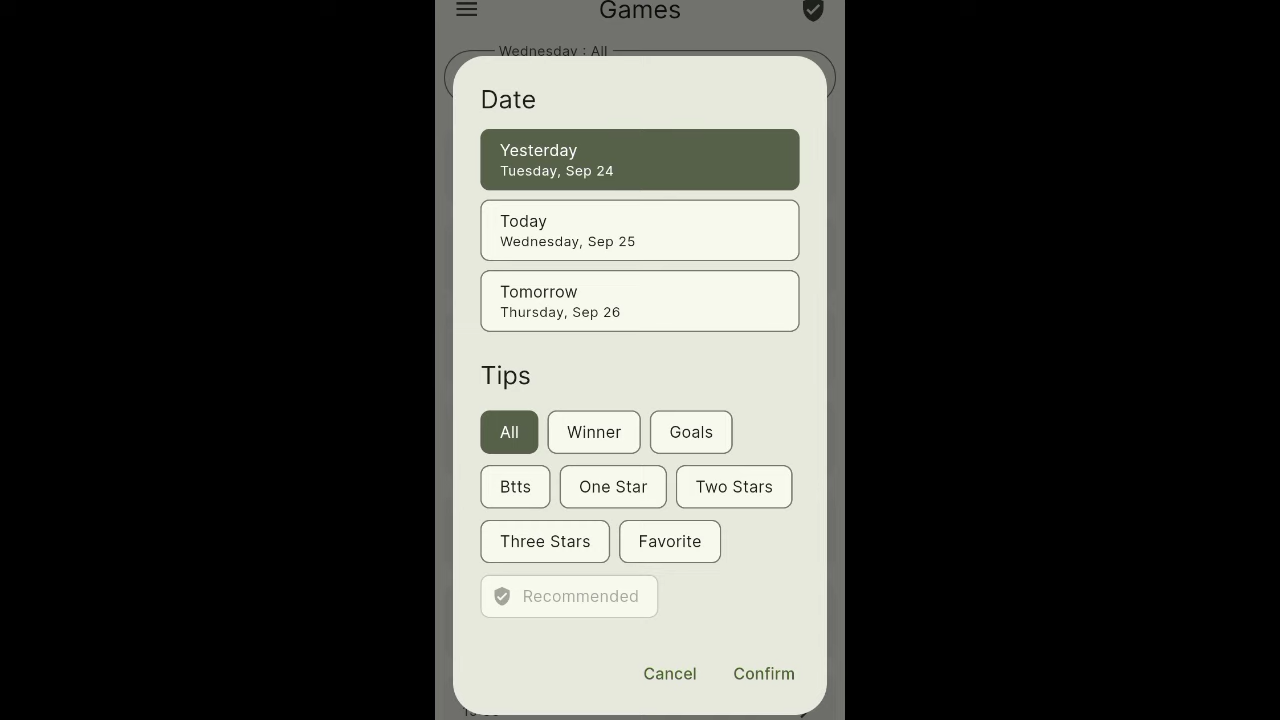 Games
Wednesday : All
Date
Yesterday
Tuesday, Sep 24
Today
Wednesday, Sep 25
Tomorrow
Thursday, Sep 26
Tips
All
Winner
Goals
Btts
One Star
Two Stars
Three Stars
Favorite
Recommended
Cancel
Confirm